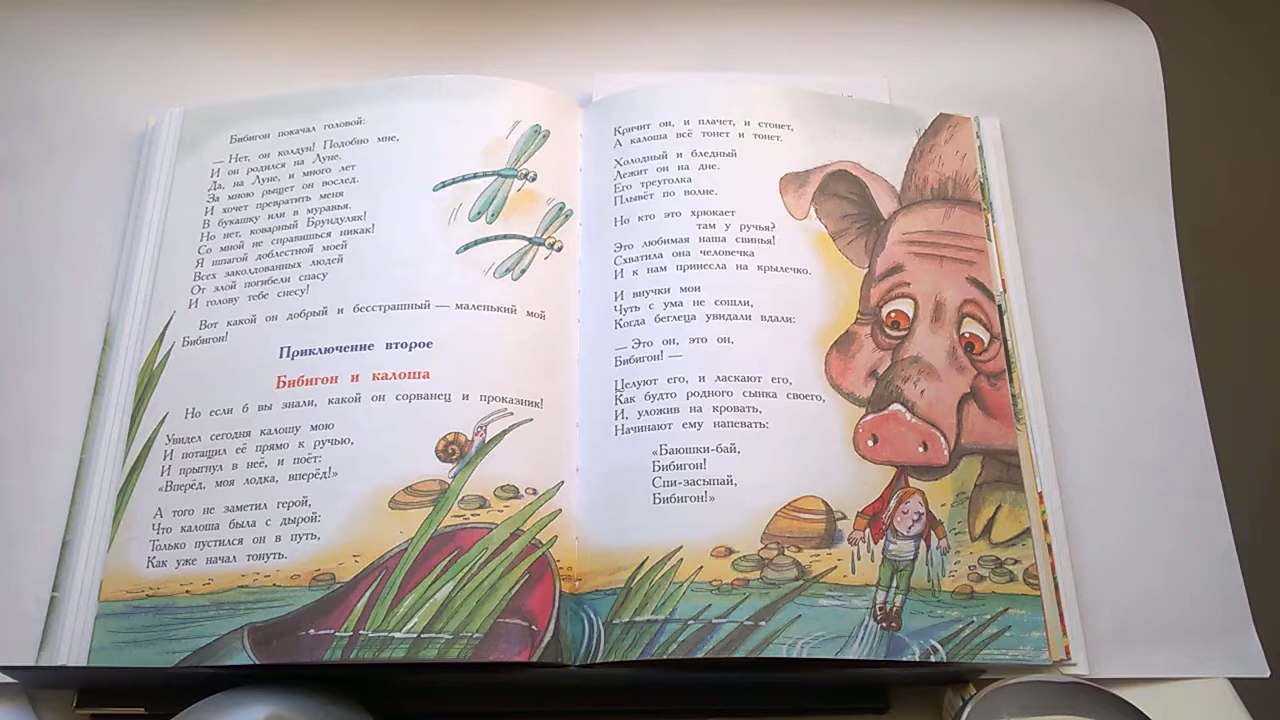 Бибигон покачал головой:
— Нет, он колдун! Подобно мне,
И он родился на Луне.
Да, на Луне, и много лет
За мною рыщет он вослед.
И хочет превратить меня
В букашку или в муравья.
Но нет, коварный Брундуляк!
Со мной не справишься никак!
Я шпагой доблестной моей
Всех заколдованных людей
От злой погибели спасу
И голову тебе снесу!
Вот какой он добрый и бесстрашный — маленький мой
Бибигон!
Приключение второе
Бибигон и калоша
Но если б вы знали, какой он сорванец и проказник!
Увидел сегодня калошу мою
И потащил её прямо к ручью,
И прыгнул в неё, и поёт:
«Вперёд, моя лодка, вперёд!»
А того не заметил герой,
Что калоша была с дырой:
Только пустился он в путь,
Как уже начал тонуть.
Кричит он, и плачет, и стонет,
А калоша всё тонет и тонет.
Холодный и бледный
Лежит он на дне.
Его треуголка
Плывёт по волне.
Но кто это хрюкает
там у ручья?
Это любимая наша свинья!
Схватила она человечка
И к нам принесла на крылечко.
И внучки мои
Чуть с ума не сошли,
Когда беглеца увидали вдали:
— Это он, это он,
Бибигон! —
Целуют его, и ласкают его,
Как будто родного сынка своего,
И, уложив на кровать,
Начинают ему напевать:
«Баюшки-бай,
Бибигон!
Спи-засыпай,
Бибигон!»